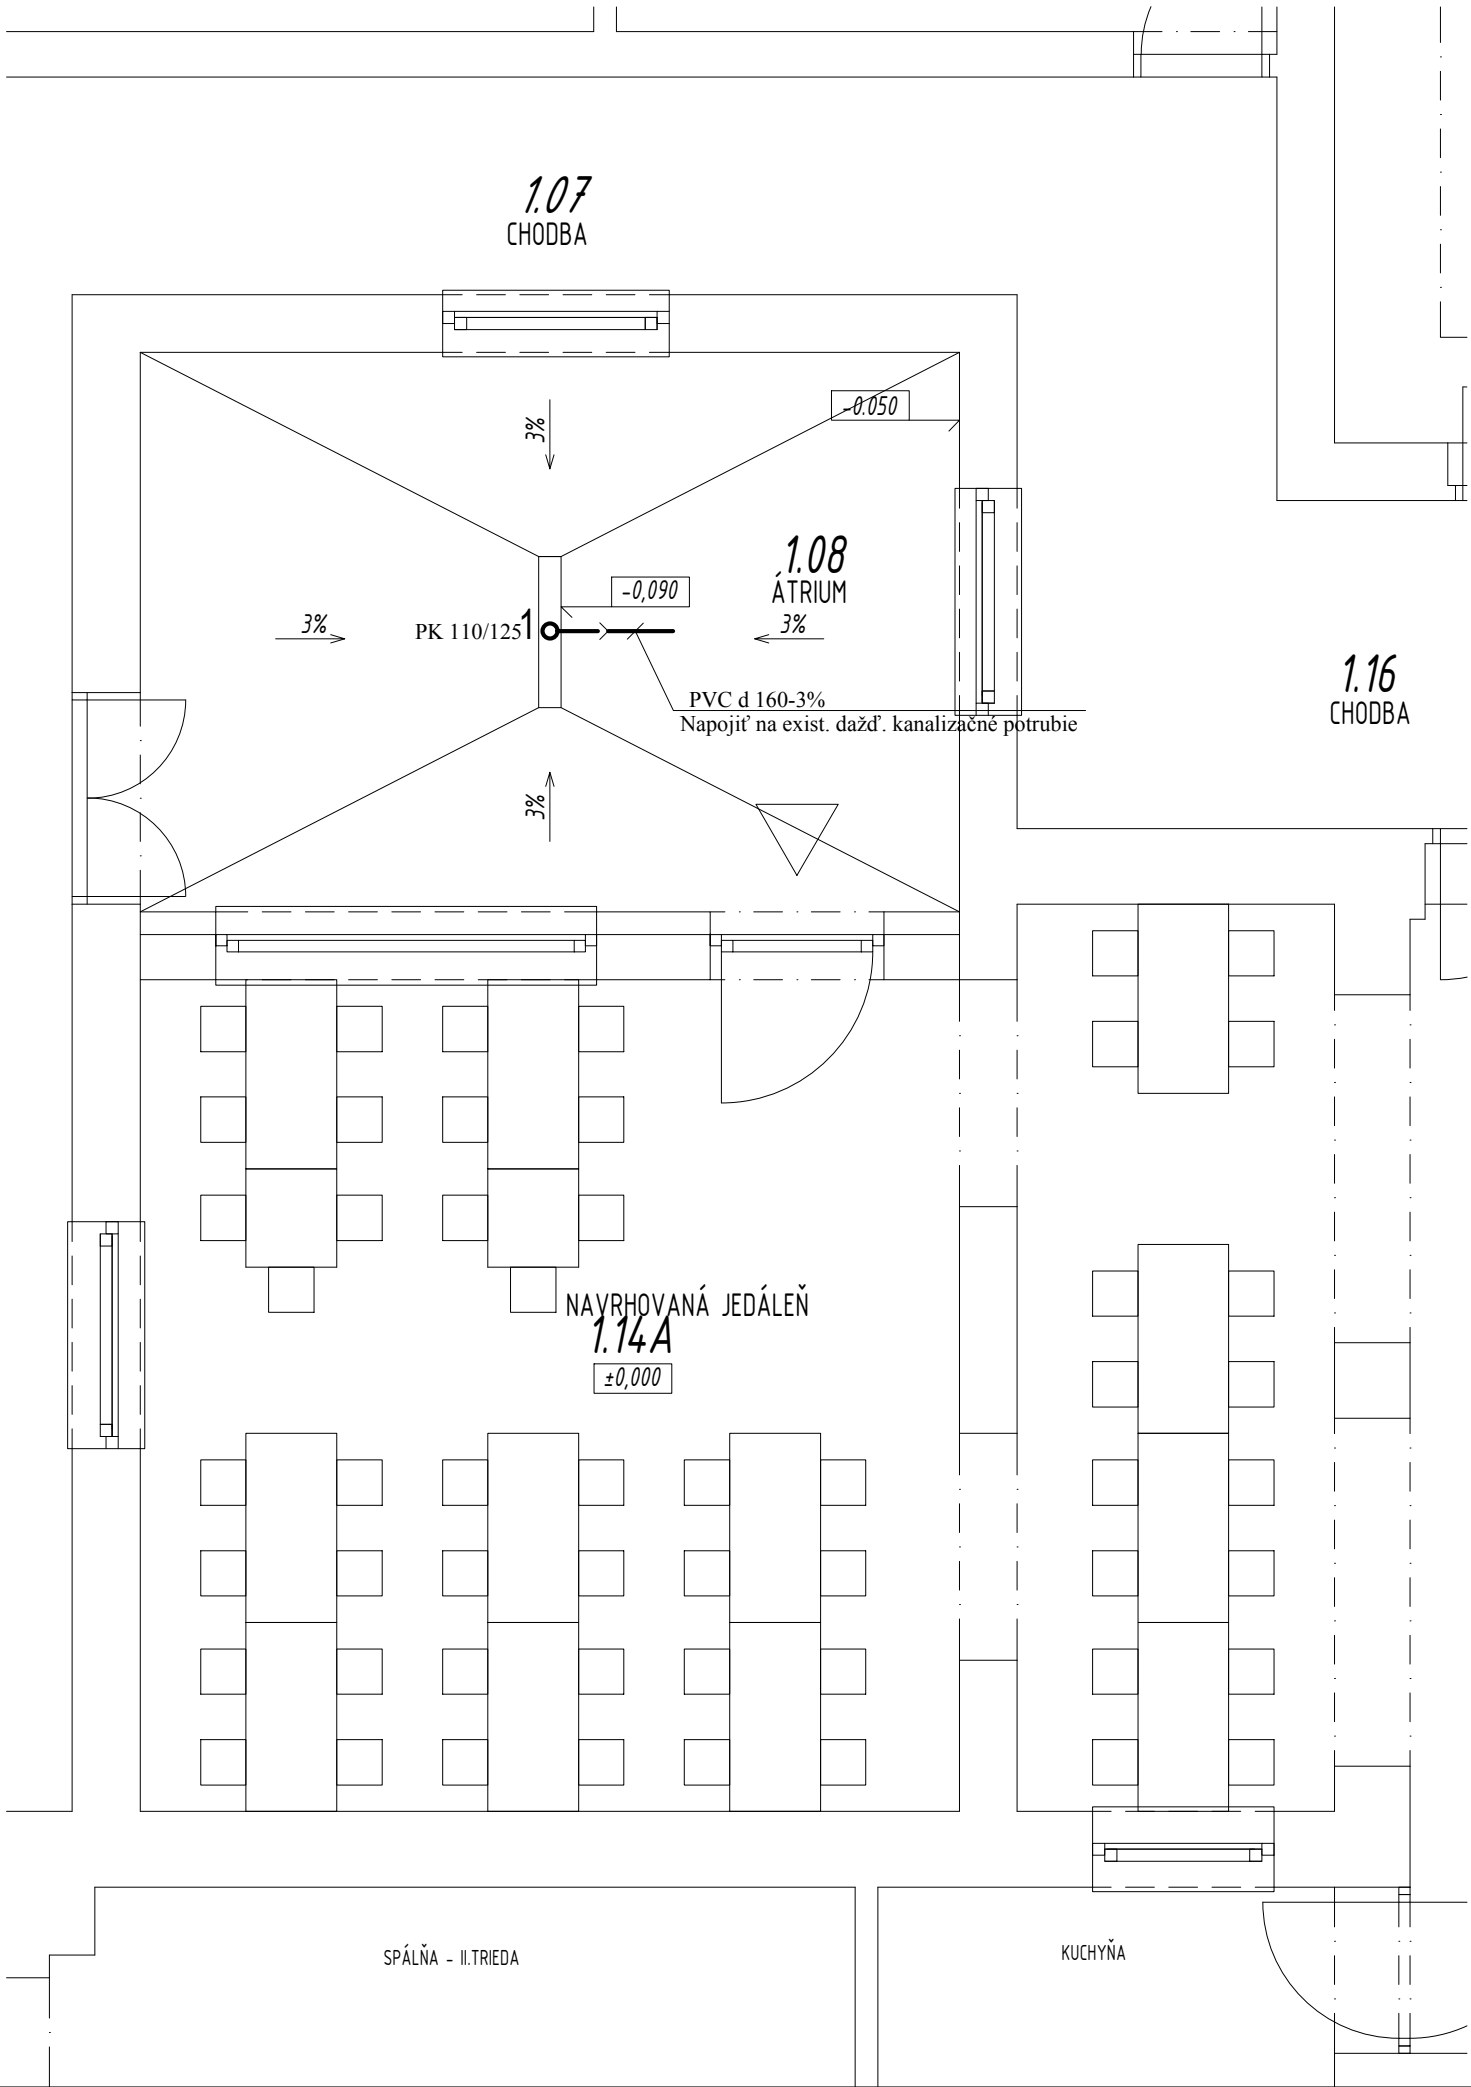 1.07
CHODBA
3%
-0.050
1.08
ÁTRIUM
-0,090
3%
PK 110/125
1
3%
PVC d 160-3%
Napojiť na exist. dažď. kanalizačné potrubie
1.16
CHODBA
3%
NAVRHOVANÁ JEDÁLEŇ
1.14A
±0,000
SPÁLŇA - II.TRIEDA
KUCHYŇA